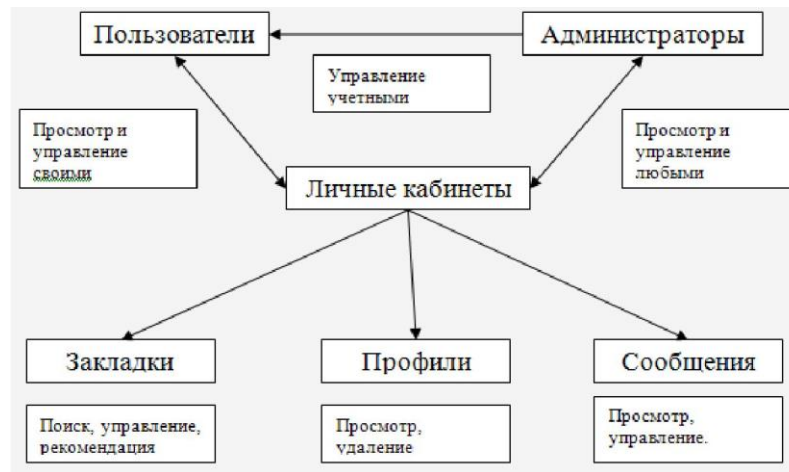 Пользователи
Администраторы
Управление
учетными
Просмотр и
управление
своими
Просмотр и
управление
любыми
Личные кабинеты
Закладки
Профили
Сообщения
Поиск, управление,
рекомендация
Просмотр,
удаление
Просмотр,
управление.